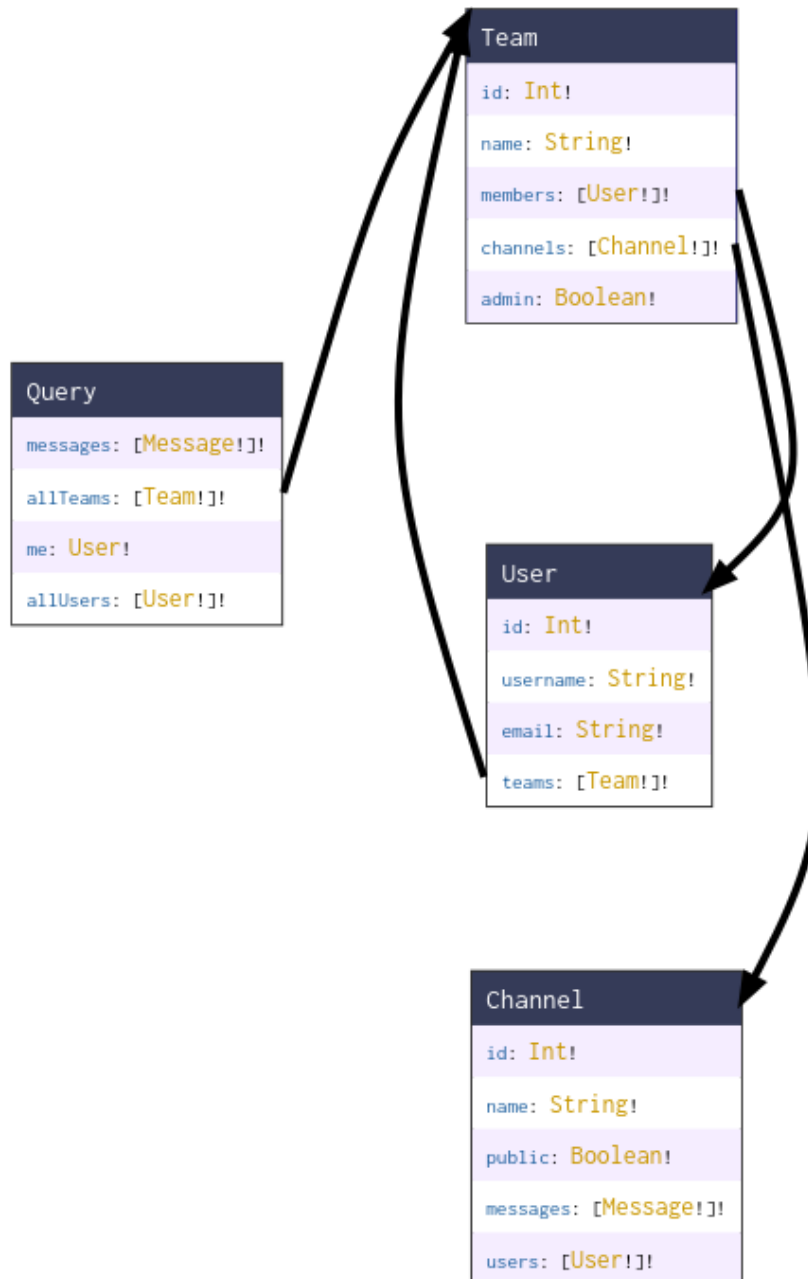 Team
id: Int!
name: String!
members: [User!]!
channels: [Channel!]!
admin: Boolean!
Query
messages: [Message!]!
allTeams: [Team!]!
me: User!
allUsers: [User!]!
User
id: Int!
username: String!
email: String!
teams: [Team!]!
Channel
id: Int!
name: String!
public: Boolean!
messages: [Message!]!
users: [User!]!